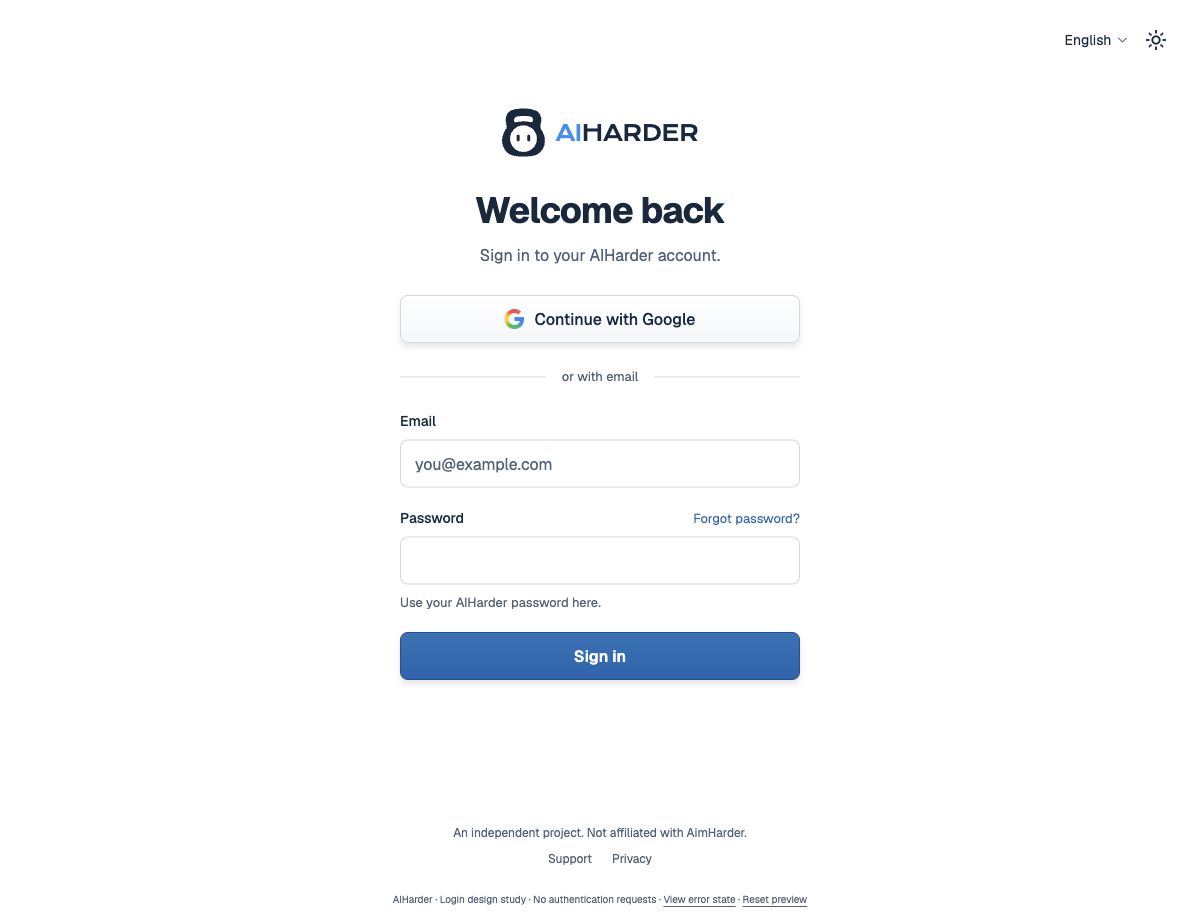 English
AIHARDER
Welcome back
Sign in to your AIHarder account.
Continue with Google
or with email
Email
you@example.com
Password Forgot password?
Use your AIHarder password here.
Sign in
An independent project. Not affiliated with AimHarder.
Support Privacy
AIHarder · Login design study · No authentication requests · View error state · Reset preview